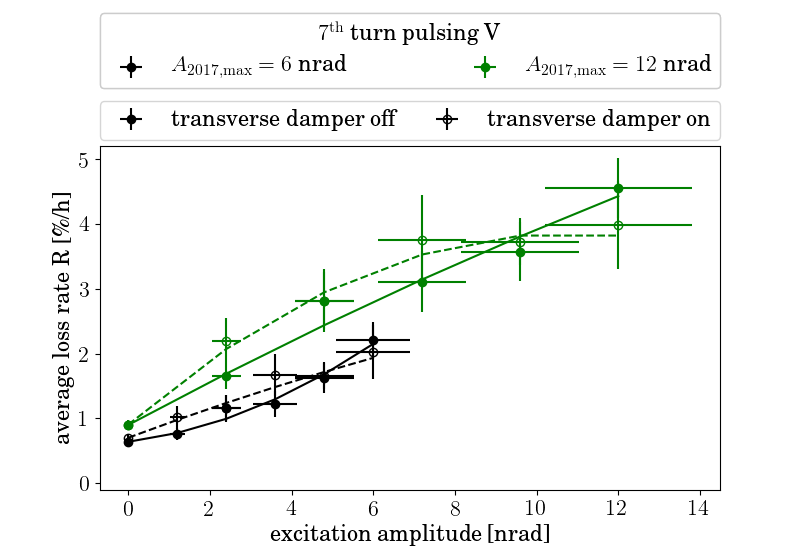 7th turn pulsing V
A2017,max = 6 nrad
A2017,max = 12 nrad
transverse damper off
transverse damper on
average loss rate R [%/h]
5
4
3
2
1
0
0 2 4 6 8 10 12 14
excitation amplitude [nrad]